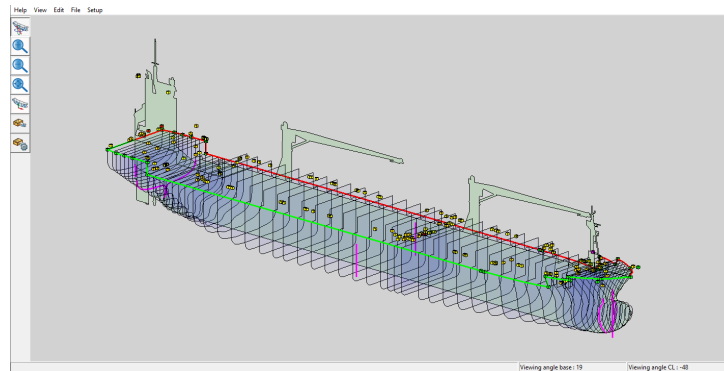 Help View Edit File Setup
Viewing angle base : 19 Viewing angle CL : -48